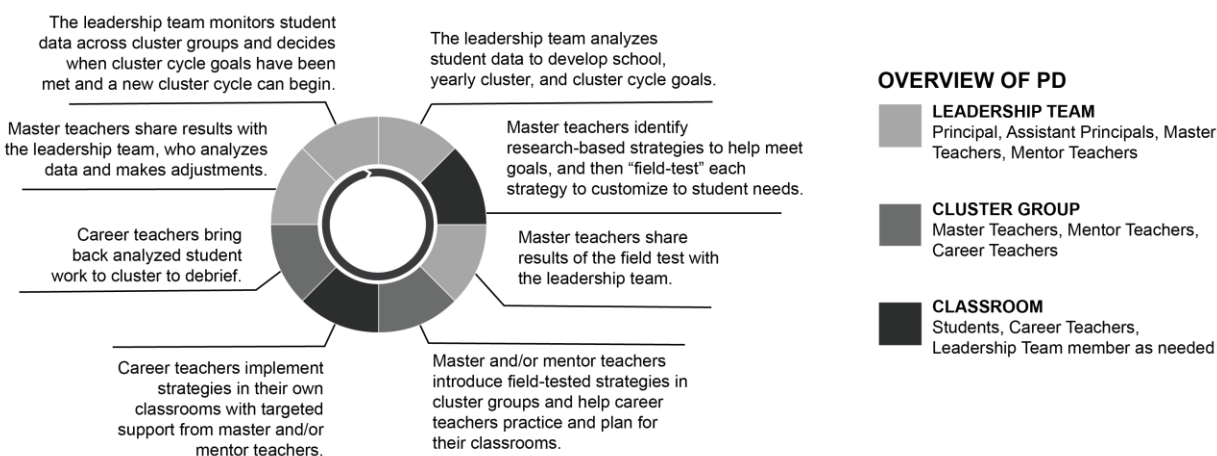 The leadership team monitors student
data across cluster groups and decides
when cluster cycle goals have been
met and a new cluster cycle can begin.
The leadership team analyzes
student data to develop school,
yearly cluster, and cluster cycle goals.
Master teachers share results with
the leadership team, who analyzes
data and makes adjustments.
Master teachers identify
research-based strategies to help meet
goals, and then “field-test” each
strategy to customize to student needs.
Career teachers bring
back analyzed student
work to cluster to debrief.
Master teachers share
results of the field test with
the leadership team.
Career teachers implement
strategies in their own
classrooms with targeted
support from master and/or
mentor teachers.
Master and/or mentor teachers
introduce field-tested strategies in
cluster groups and help career
teachers practice and plan for
their classrooms.
OVERVIEW OF PD
LEADERSHIP TEAM
Principal, Assistant Principals, Master
Teachers, Mentor Teachers
CLUSTER GROUP
Master Teachers, Mentor Teachers,
Career Teachers
CLASSROOM
Students, Career Teachers,
Leadership Team member as needed